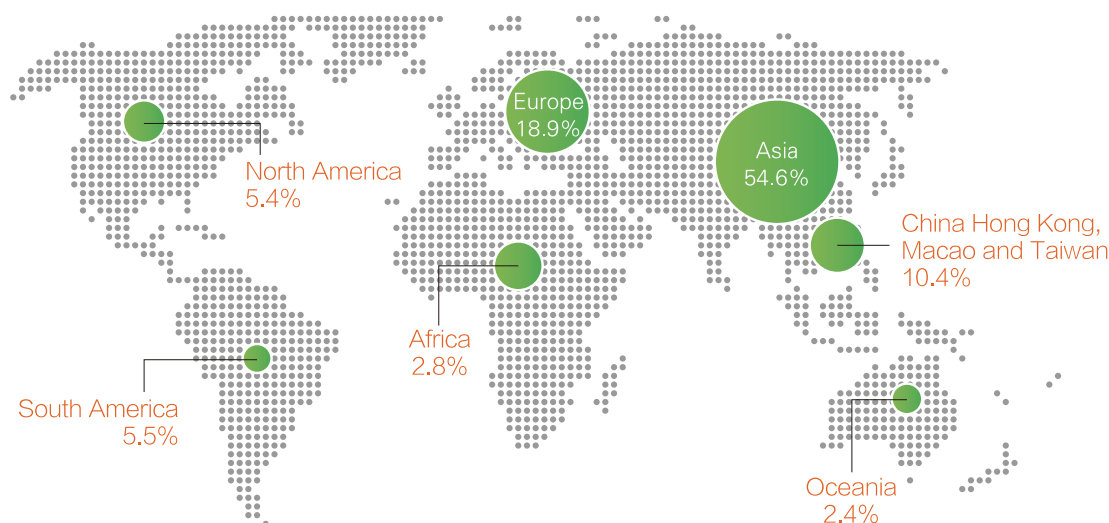 Europe
18.9%
Asia
54.6%
North America
5.4%
China Hong Kong,
Macao and Taiwan
10.4%
Africa
2.8%
South America
5.5%
Oceania
2.4%